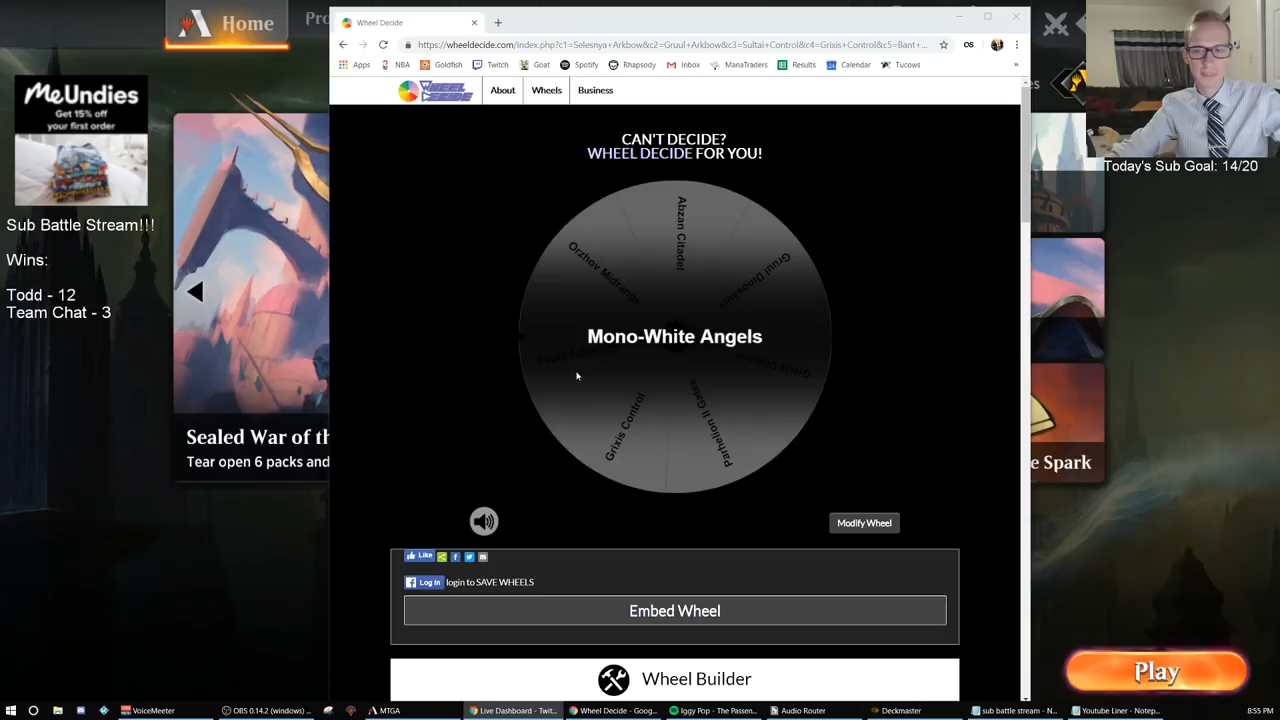 Home
Pro
Wheel Decide
https://wheeldecide.com/index.php?c1=Selesnya Arkbow&c2=Gruul Arkbow&c3=Sultai Control&c4=Grixis Control&c5=Bant+...
OS
Apps
NBA
Goldfish
Twitch
Goat
Spotify
Rhapsody
Inbox
ManaTraders
Results
Calendar
Tucows
»
WHEEL DECIDE
About
Wheels
Business
MeUndies
Get 15% off
your first order
Sub Battle Stream!!!
Wins:
Todd - 12
Team Chat - 3
Today's Sub Goal: 14/20
CAN'T DECIDE?
WHEEL DECIDE FOR YOU!
Abzan Citadel
Orzhov Midrange
Gruul Dinosaurs
Mono-White Angels
Grixis Control
Parhelion II Gates
Sealed War of th
Tear open 6 packs and
e Spark
Modify Wheel
Like
Log In
login to SAVE WHEELS
Embed Wheel
Wheel Builder
Play
VoiceMeeter
OBS 0.14.2 (windows) ...
MTGA
Live Dashboard - Twit...
Wheel Decide - Goog...
Iggy Pop - The Passen...
Audio Router
Deckmaster
sub battle stream - N...
Youtube Liner - Notep...
8:55 PM